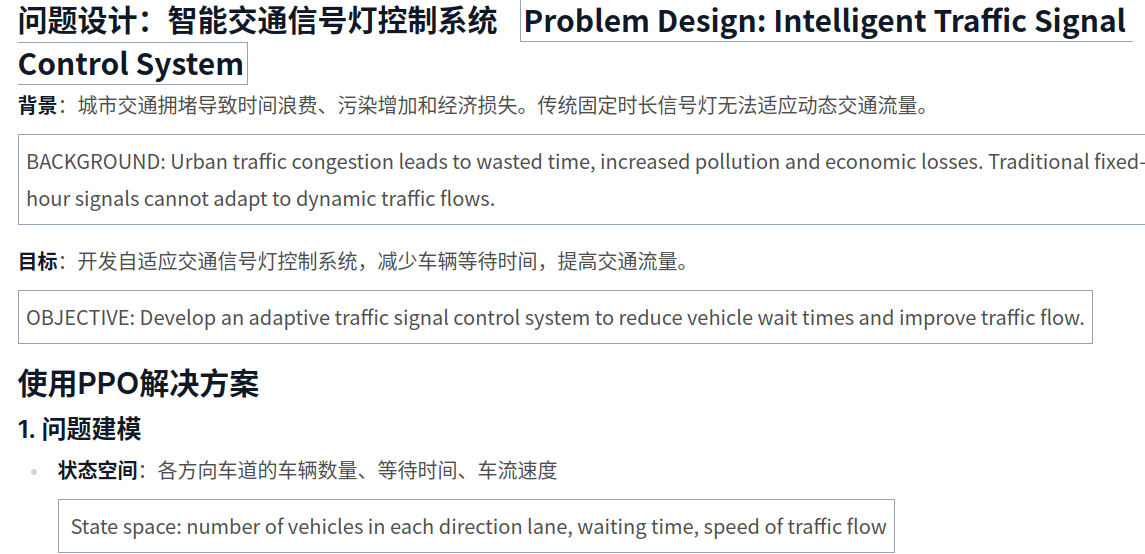 问题设计：智能交通信号灯控制系统 Problem Design: Intelligent Traffic Signal
Control System
背景：城市交通拥堵导致时间浪费、污染增加和经济损失。传统固定时长信号灯无法适应动态交通流量。
BACKGROUND: Urban traffic congestion leads to wasted time, increased pollution and economic losses. Traditional fixed-
hour signals cannot adapt to dynamic traffic flows.
目标：开发自适应交通信号灯控制系统，减少车辆等待时间，提高交通流量。
OBJECTIVE: Develop an adaptive traffic signal control system to reduce vehicle wait times and improve traffic flow.
使用PPO解决方案
1. 问题建模
状态空间：各方向车道的车辆数量、等待时间、车流速度
State space: number of vehicles in each direction lane, waiting time, speed of traffic flow